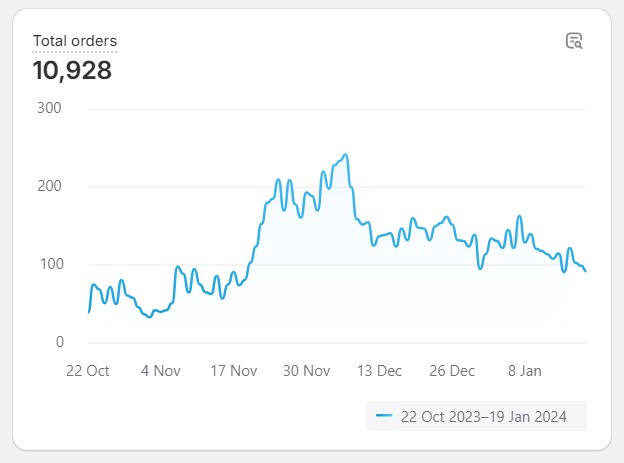 Total orders
10,928
300
200
100
0
22 Oct 4 Nov 17 Nov 30 Nov 13 Dec 26 Dec 8 Jan
22 Oct 2023–19 Jan 2024